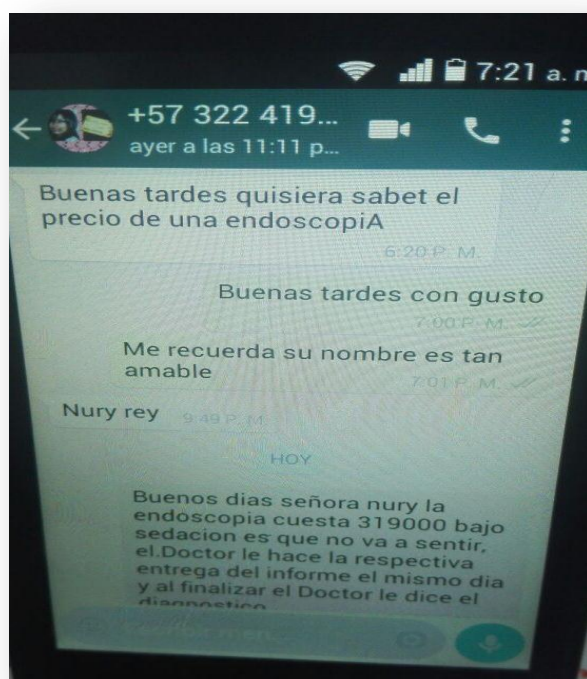 7:21 a. m
+57 322 419...
ayer a las 11:11 p...
Buenas tardes quisiera sabet el
precio de una endoscopiA
6:20 P. M.
Buenas tardes con gusto
7:00 P. M.
Me recuerda su nombre es tan
amable
7:01 P. M.
Nury rey
9:49 P. M.
HOY
Buenos dias señora nury la
endoscopia cuesta 319000 bajo
sedacion es que no va a sentir,
el.Doctor le hace la respectiva
entrega del informe el mismo dia
y al finalizar el Doctor le dice el
diagnostico